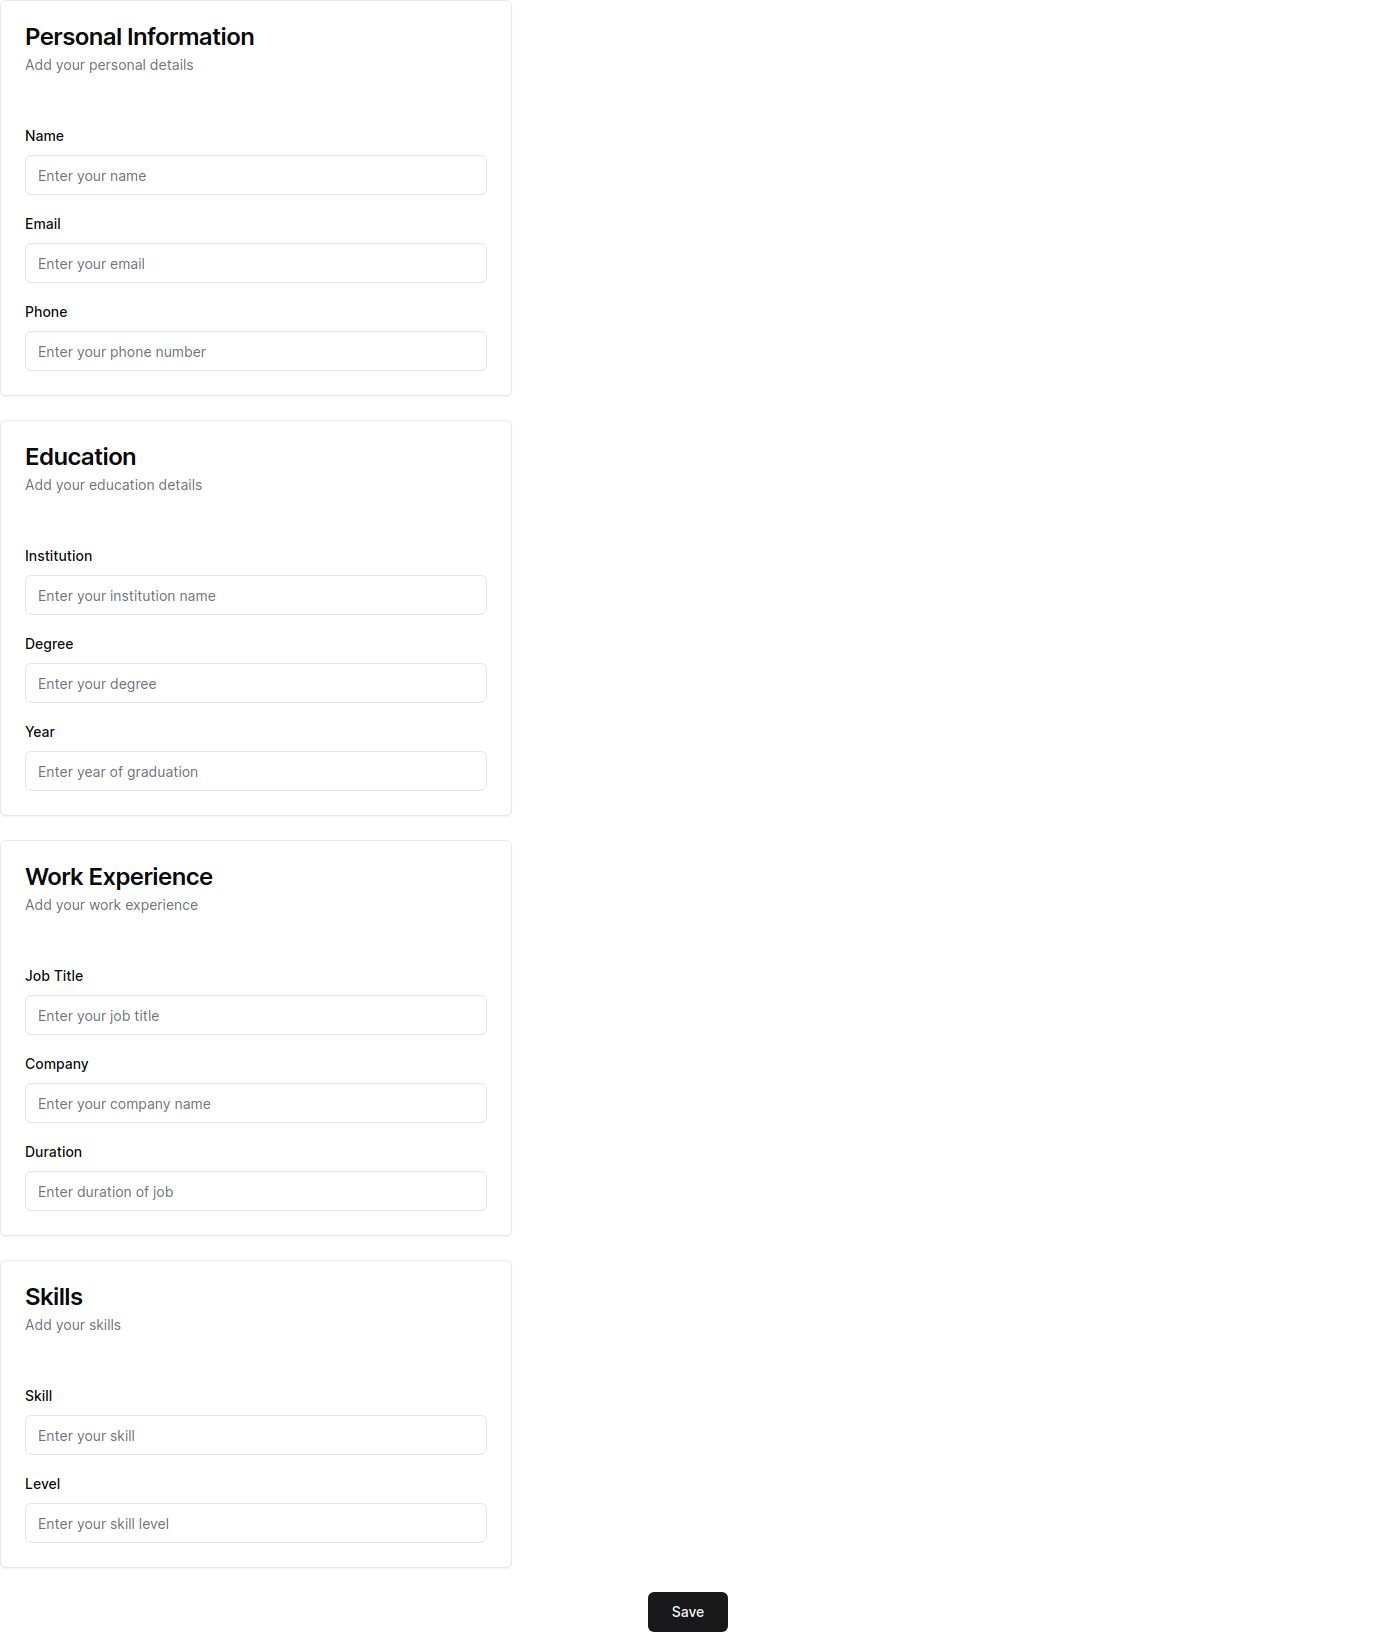 Personal Information
Add your personal details
Name
Enter your name
Email
Enter your email
Phone
Enter your phone number
Education
Add your education details
Institution
Enter your institution name
Degree
Enter your degree
Year
Enter year of graduation
Work Experience
Add your work experience
Job Title
Enter your job title
Company
Enter your company name
Duration
Enter duration of job
Skills
Add your skills
Skill
Enter your skill
Level
Enter your skill level
Save